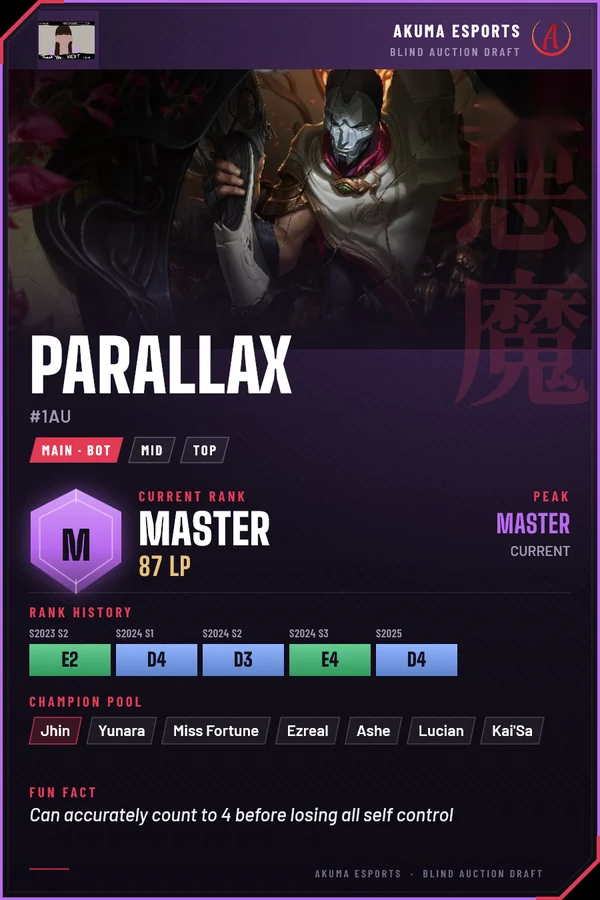 AKUMA ESPORTS
BLIND AUCTION DRAFT
悪
魔
PARALLAX
#1AU
MAIN · BOT
MID
TOP
M
CURRENT RANK
MASTER
87 LP
PEAK
MASTER
CURRENT
RANK HISTORY
S2023 S2
S2024 S1
S2024 S2
S2024 S3
S2025
E2
D4
D3
E4
D4
CHAMPION POOL
Jhin
Yunara
Miss Fortune
Ezreal
Ashe
Lucian
Kai'Sa
FUN FACT
Can accurately count to 4 before losing all self control
AKUMA ESPORTS · BLIND AUCTION DRAFT